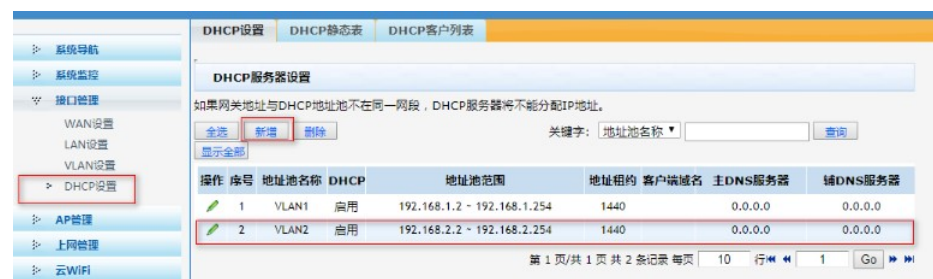 DHCP设置 DHCP静态表 DHCP客户列表
系统导航
系统监控
接口管理
WAN设置
LAN设置
VLAN设置
DHCP设置
AP管理
上网管理
云WiFi
DHCP服务器设置
如果网关地址与DHCP地址池不在同一网段，DHCP服务器将不能分配IP地址。
全选 新增 删除 关键字: 地址池名称 查询
显示全部
操作 序号 地址池名称 DHCP 地址池范围 地址租约 客户端域名 主DNS服务器 辅DNS服务器
1 VLAN1 启用 192.168.1.2 ~ 192.168.1.254 1440 0.0.0.0 0.0.0.0
2 VLAN2 启用 192.168.2.2 ~ 192.168.2.254 1440 0.0.0.0 0.0.0.0
第 1 页/共 1 页 共 2 条记录 每页 10 行 1 Go